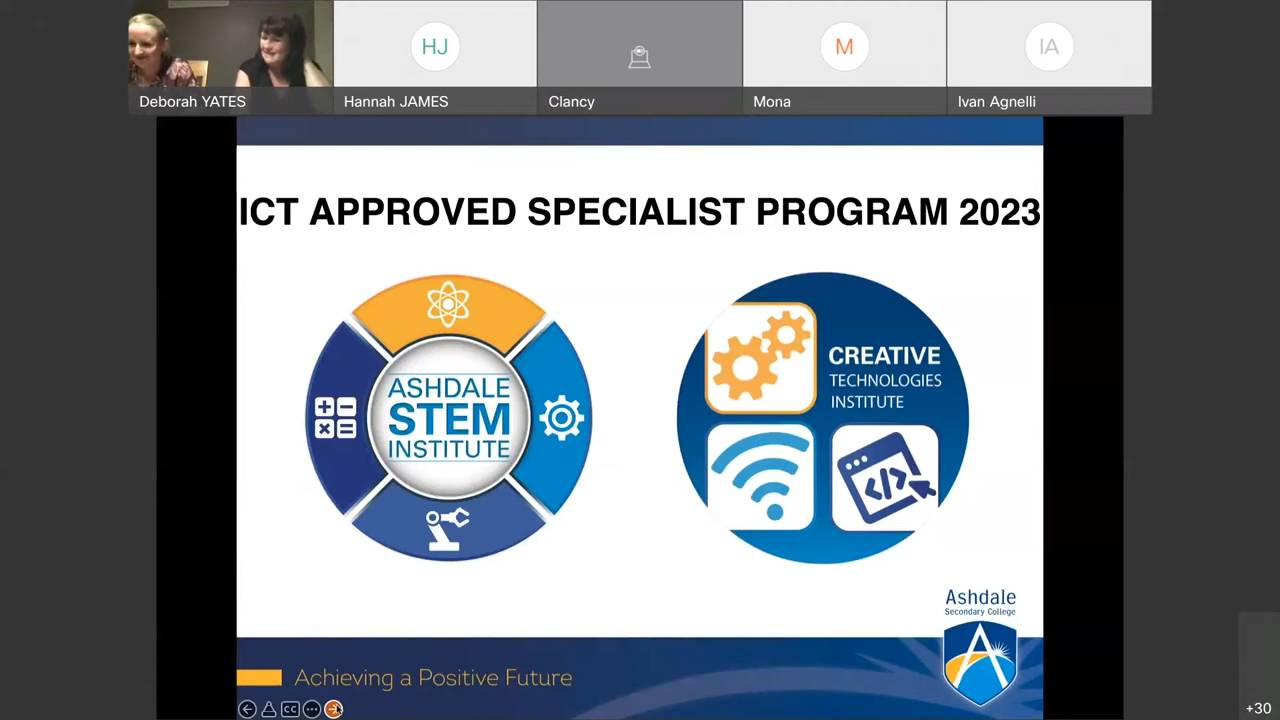 HJ
M
IA
Deborah YATES
Hannah JAMES
Clancy
Mona
Ivan Agnelli
ICT APPROVED SPECIALIST PROGRAM 2023
ASHDALE
STEM
INSTITUTE
CREATIVE
TECHNOLOGIES
INSTITUTE
</>
Ashdale
Secondary College
Achieving a Positive Future
CC
+30